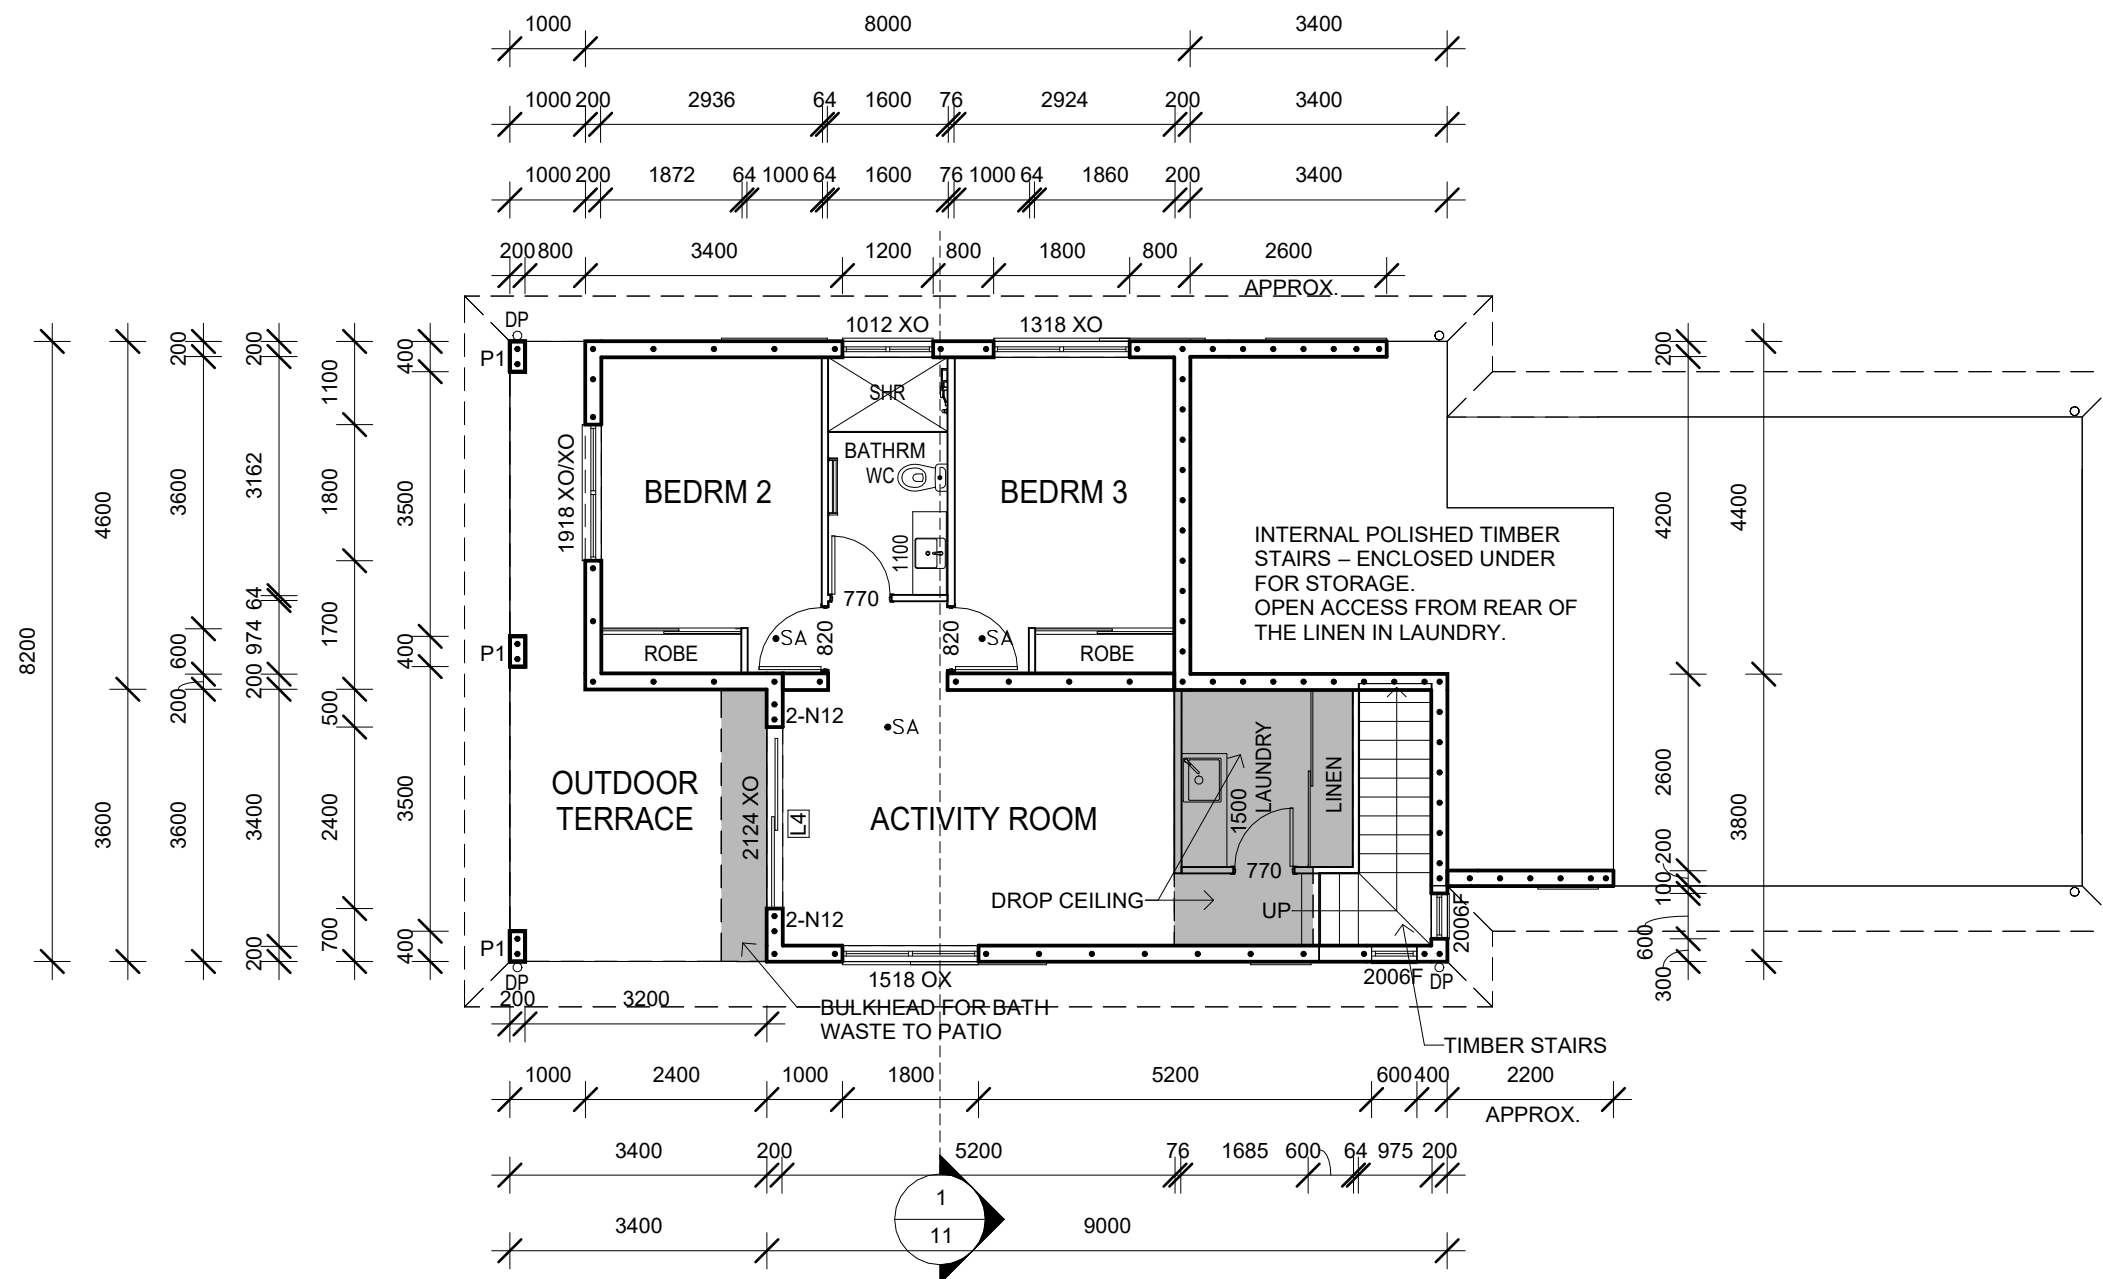 1000 8000 3400
1000 200 2936 64 1600 76 2924 200 3400
1000 200 1872 64 1000 64 1600 76 1000 64 1860 200 3400
200 800 3400 1200 800 1800 800 2600
APPROX.
DP
1012 XO 1318 XO
P1
SHR
BATHRM
WC
BEDRM 2 BEDRM 3
1918 XO/XO
1100
770
SA 820
820 SA
ROBE ROBE
P1
INTERNAL POLISHED TIMBER
STAIRS – ENCLOSED UNDER
FOR STORAGE.
OPEN ACCESS FROM REAR OF
THE LINEN IN LAUNDRY.
2-N12
SA
OUTDOOR
TERRACE
2124 XO
L4
ACTIVITY ROOM
1500
LAUNDRY
LINEN
770
DROP CEILING
UP
2-N12
P1
DP
1518 OX
2006F
2006F
DP
BULKHEAD FOR BATH
WASTE TO PATIO
TIMBER STAIRS
8200
4600 3600
200 3600 600 200 3600
200 3162 64 974 200 3400 200
1100 1800 1700 500 2400 700
400 3500 400 3500 400
200 4200 2600 200 100 600 300
4400 3800
200 3200
1000 2400 1000 1800 5200 600 400 2200
APPROX.
3400 200 5200 76 1685 600 64 975 200
1
11
3400 9000